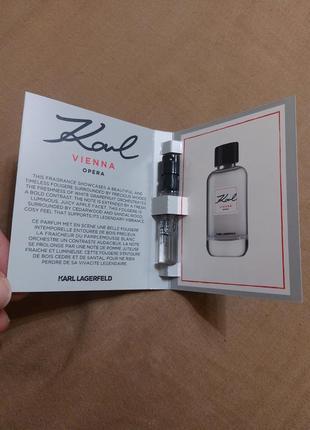 Karl
VIENNA
OPERA
THIS FRAGRANCE SHOWCASES A BEAUTIFUL AND
TIMELESS FOUGERE SURROUNDED BY PRECIOUS WOODS
THE FRESHNESS OF WHITE GRAPEFRUIT ORCHESTRATES
A BOLD CONTRAST. THE NOTE IS EXTENDED BY A FRESH
LUMINOUS, JUICY APPLE FACET. THIS FOUGERE IS
SURROUNDED BY CEDARWOOD AND SANDALWOOD
COSY FEEL THAT SUPPORTS ITS LEGENDARY VIBRANCY
CE PARFUM MET EN SCENE UNE BELLE FOUGERE
INTEMPORELLE ENTOUREE DE BOIS PRECIEUX.
LA FRAICHEUR DU PAMPLEMOUSSE BLANC
ORCHESTRE UN CONTRASTE AUDACIEUX. LA NOTE
SE PROLONGE PAR UNE NOTE DE POMME JUTEUSE
FRAICHE ET LUMINEUSE. CETTE FOUGERE S'ENTOURE
DE BOIS CEDRE ET DE SANTAL, POUR NE RIEN
PERDRE DE SA VIVACITE LEGENDAIRE.
KARL LAGERFELD
Karl
VIENNA
KARL LAGERFELD